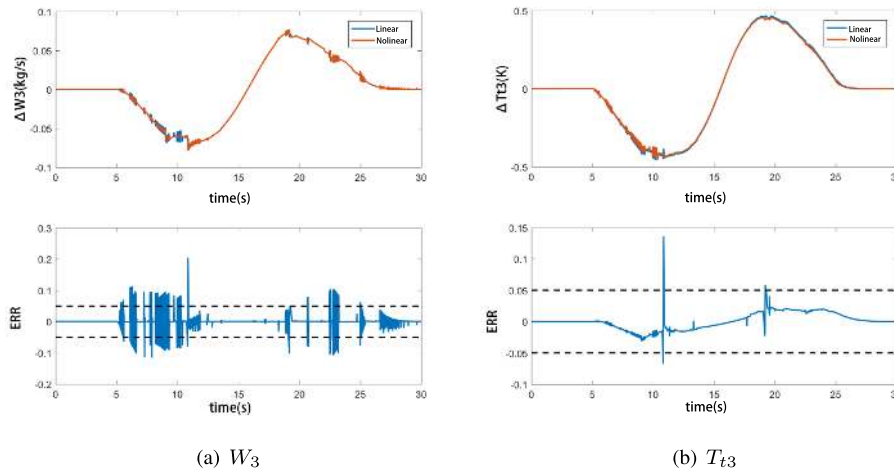 0.1
0.05
0
-0.05
-0.1
ΔW3(kg/s)
Linear
Nolinear
0 5 10 15 20 25 30
time(s)
0.5
0
-0.5
ΔTt3(K)
Linear
Nolinear
0 5 10 15 20 25 30
time(s)
0.3
0.2
0.1
0
-0.1
0.2
ERR
0 5 10 15 20 25 30
time(s)
0.15
0.1
0.05
0
-0.05
-0.1
ERR
0 5 10 15 20 25 30
time(s)
(a) W3
(b) Tt3